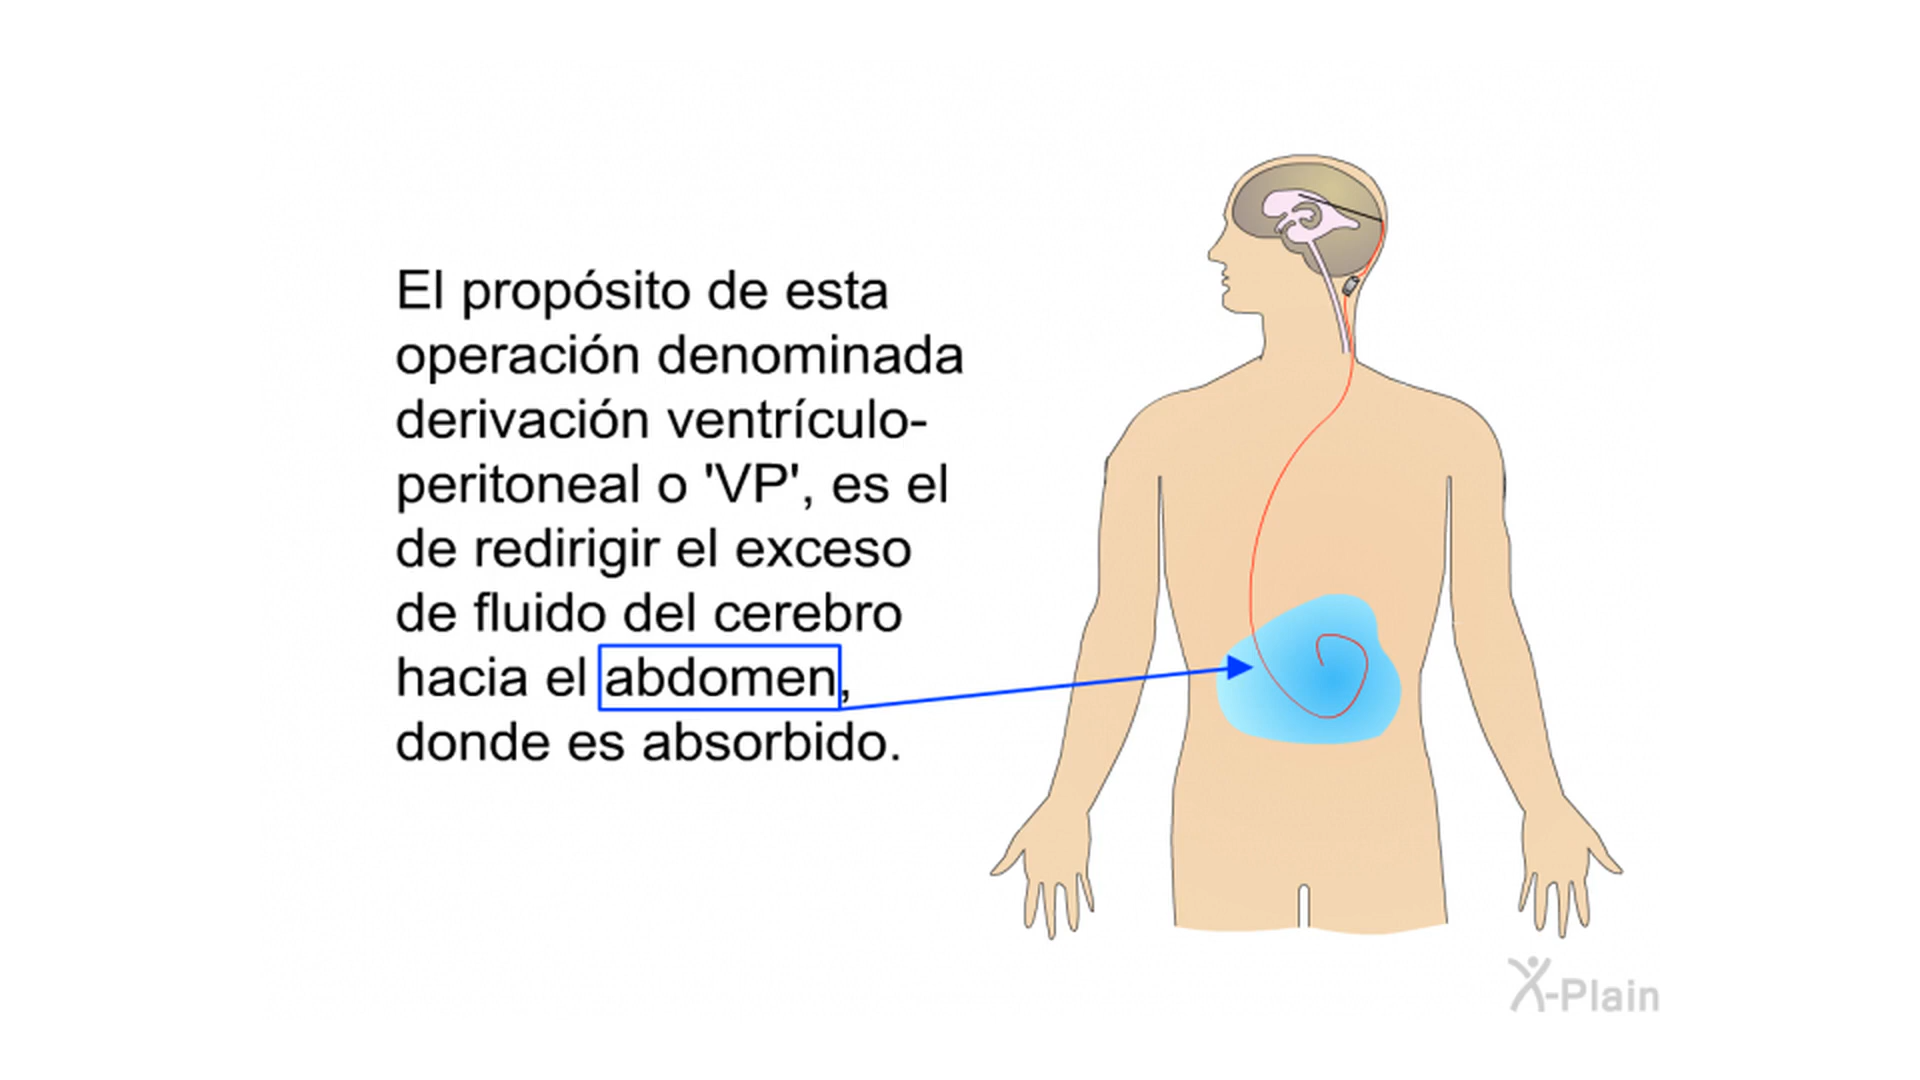 El propósito de esta
operación denominada
derivación ventrículo-
peritoneal o 'VP', es el
de redirigir el exceso
de fluido del cerebro
hacia el abdomen,
donde es absorbido.
X-Plain